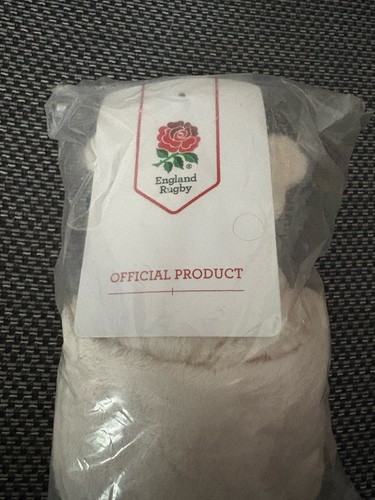 ®
England
Rugby
OFFICIAL PRODUCT